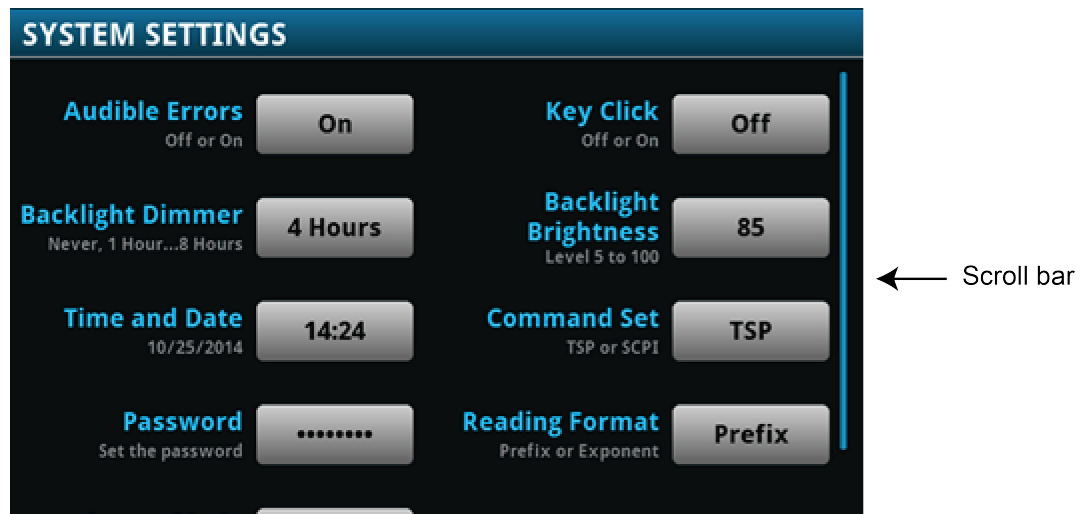 SYSTEM SETTINGS
Audible Errors
Off or On
On
Key Click
Off or On
Off
Backlight Dimmer
Never, 1 Hour...8 Hours
4 Hours
Backlight
Brightness
Level 5 to 100
85
Scroll bar
Time and Date
10/25/2014
14:24
Command Set
TSP or SCPI
TSP
Password
Set the password
••••••••
Reading Format
Prefix or Exponent
Prefix